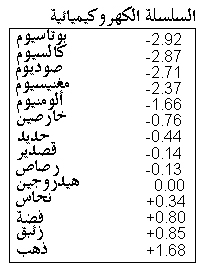 السلسلة الكهروكيميائية
بوتاسيوم -2.92
كالسيوم -2.87
صوديوم -2.71
مغنيسيوم -2.37
ألومنيوم -1.66
خارصين -0.76
حديد -0.44
قصدير -0.14
رصاص -0.13
هيدروجين 0.00
نحاس +0.34
فضة +0.80
زئبق +0.85
ذهب +1.68